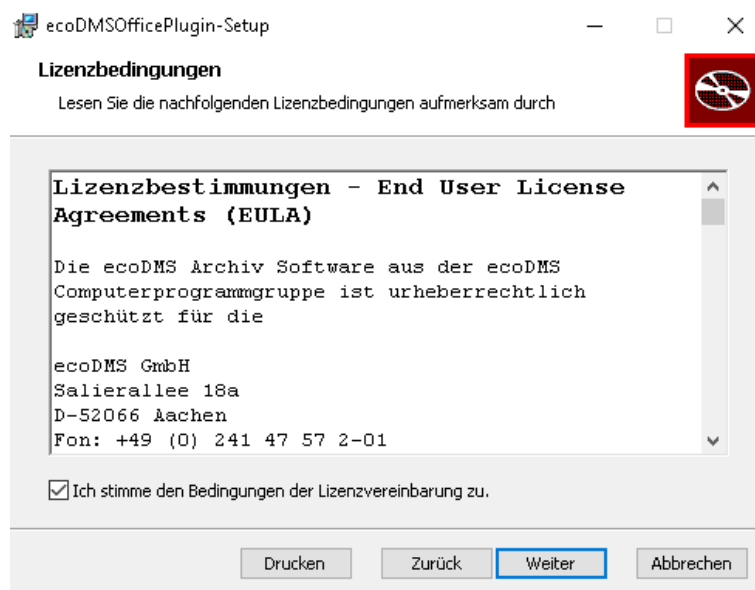 ecoDMSOfficePlugin-Setup
Lizenzbedingungen
Lesen Sie die nachfolgenden Lizenzbedingungen aufmerksam durch
Lizenzbestimmungen - End User License
Agreements (EULA)
Die ecoDMS Archiv Software aus der ecoDMS
Computerprogrammgruppe ist urheberrechtlich
geschützt für die
ecoDMS GmbH
Salierallee 18a
D-52066 Aachen
Fon: +49 (0) 241 47 57 2-01
Ich stimme den Bedingungen der Lizenzvereinbarung zu.
Drucken Zurück Weiter Abbrechen